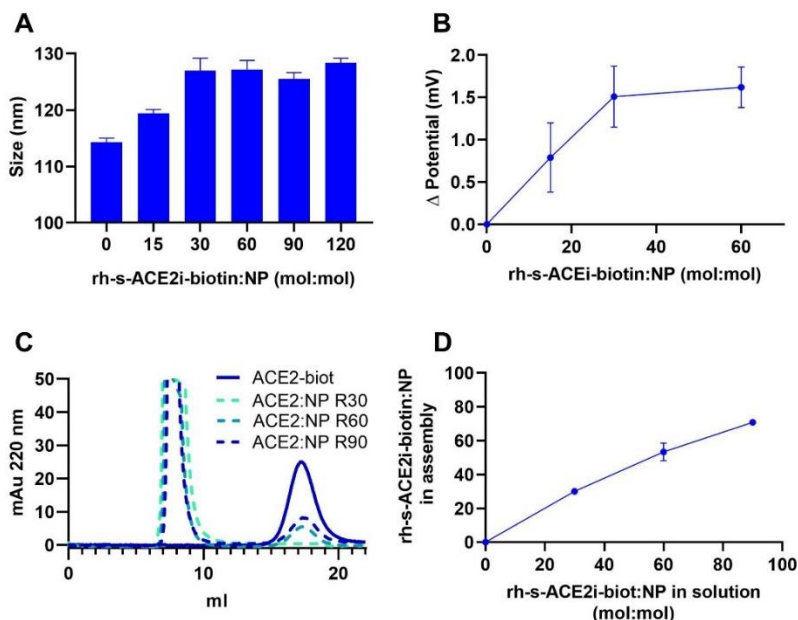 A
130
120
110
100
Size (nm)
0 15 30 60 90 120
rh-s-ACE2i-biotin:NP (mol:mol)
B
2.0
1.5
1.0
0.5
0.0
Δ Potential (mV)
0 20 40 60
rh-s-ACEi-biotin:NP (mol:mol)
C
50
40
30
20
10
0
mAu 220 nm
ACE2-biot
ACE2:NP R30
ACE2:NP R60
ACE2:NP R90
0 10 20
ml
D
100
80
60
40
20
0
rh-s-ACE2i-biotin:NP
in assembly
0 20 40 60 80 100
rh-s-ACE2i-biot:NP in solution
(mol:mol)